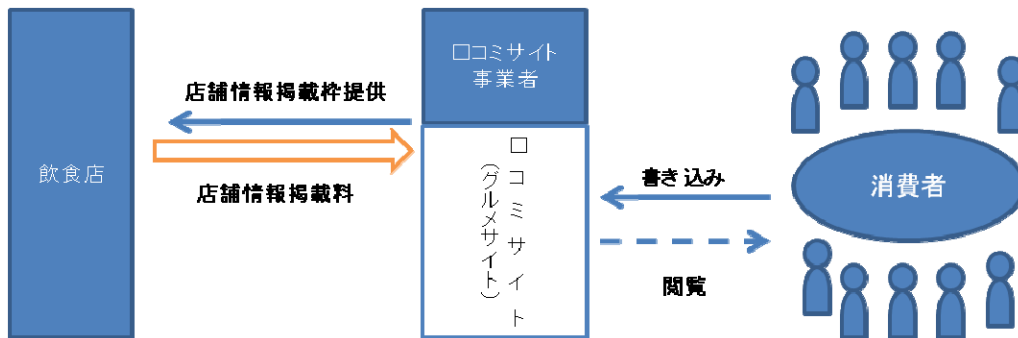 飲食店
店舗情報掲載枠提供
店舗情報掲載料
口コミサイト
事業者
口コミサイト
（グルメサイト）
書き込み
閲覧
消費者